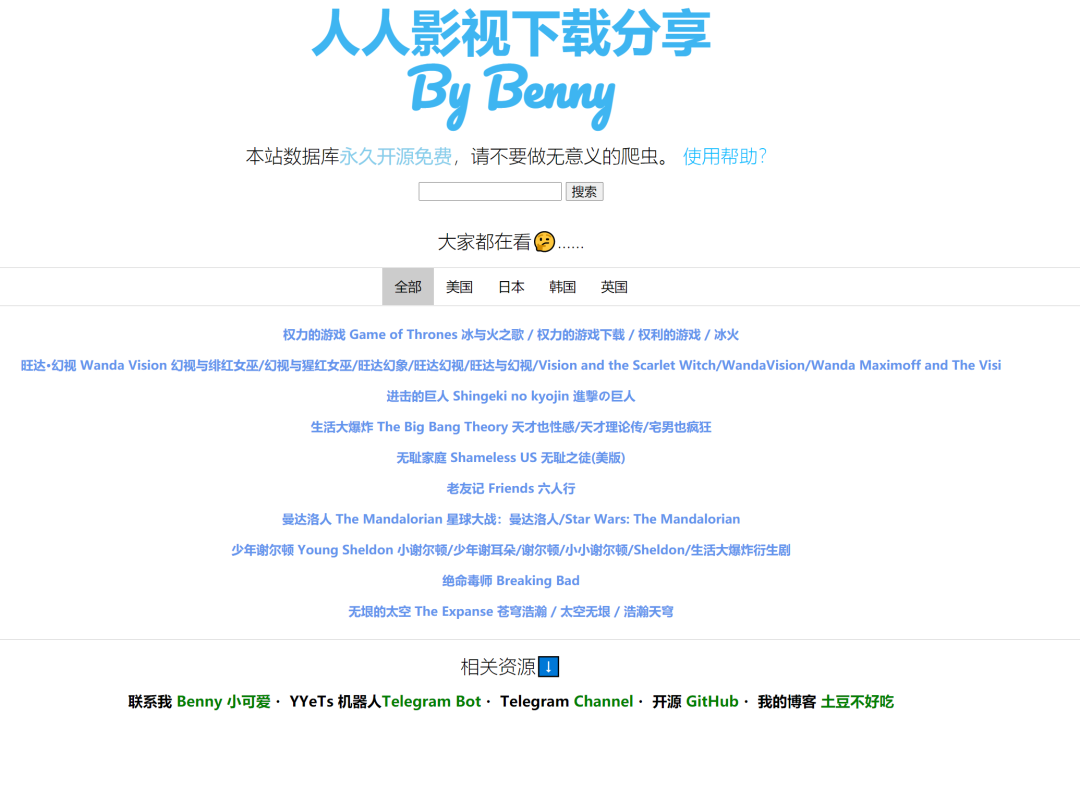 人人影视下载分享
By Benny
本站数据库永久开源免费，请不要做无意义的爬虫。 使用帮助？
搜索
大家都在看🤔……
全部 美国 日本 韩国 英国
权力的游戏 Game of Thrones 冰与火之歌 / 权力的游戏下载 / 权利的游戏 / 冰火
旺达·幻视 Wanda Vision 幻视与绯红女巫/幻视与猩红女巫/旺达幻象/旺达幻视/旺达与幻视/Vision and the Scarlet Witch/WandaVision/Wanda Maximoff and The Visi
进击的巨人 Shingeki no kyojin 進撃の巨人
生活大爆炸 The Big Bang Theory 天才也性感/天才理论传/宅男也疯狂
无耻家庭 Shameless US 无耻之徒(美版)
老友记 Friends 六人行
曼达洛人 The Mandalorian 星球大战：曼达洛人/Star Wars: The Mandalorian
少年谢尔顿 Young Sheldon 小谢尔顿/少年谢耳朵/谢尔顿/小小谢尔顿/Sheldon/生活大爆炸衍生剧
绝命毒师 Breaking Bad
无垠的太空 The Expanse 苍穹浩瀚 / 太空无垠 / 浩瀚天穹
相关资源⬇️
联系我 Benny 小可爱 · YYeTs 机器人Telegram Bot · Telegram Channel · 开源 GitHub · 我的博客 土豆不好吃